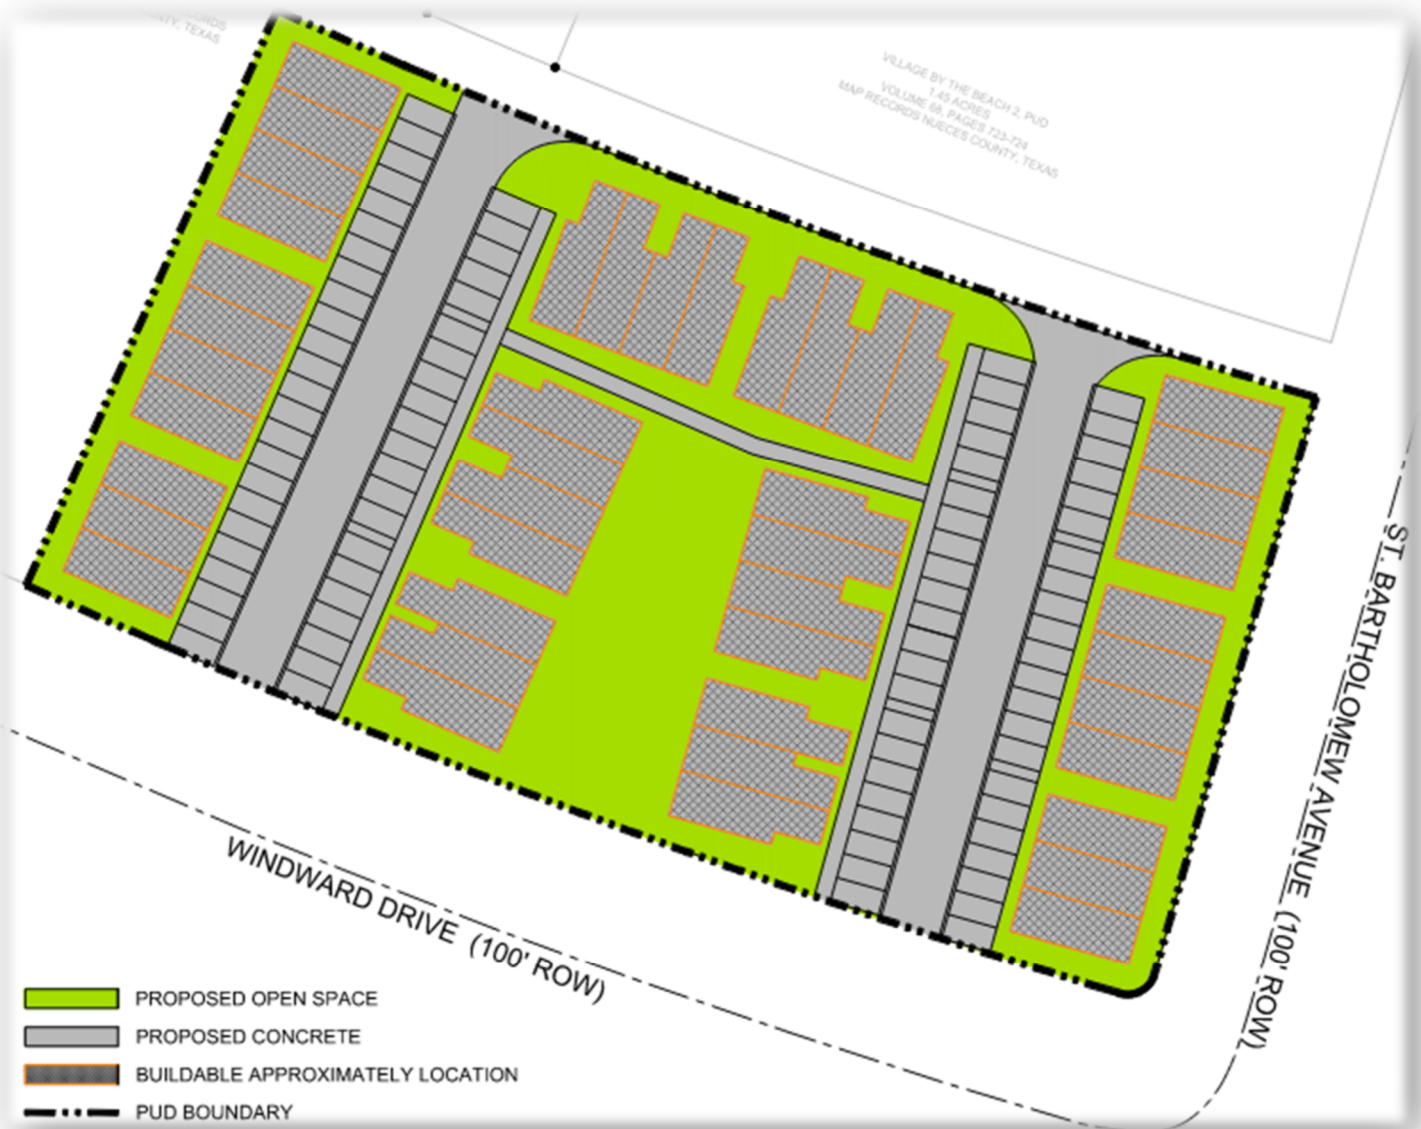 COUNTY, TEXAS
VILLAGE BY THE BEACH 2, PUD
1.45 ACRES
VOLUME 68, PAGES 723-724
MAP RECORDS NUECES COUNTY, TEXAS
ST. BARTHOLOMEW AVENUE (100' ROW)
WINDWARD DRIVE (100' ROW)
PROPOSED OPEN SPACE
PROPOSED CONCRETE
BUILDABLE APPROXIMATELY LOCATION
PUD BOUNDARY